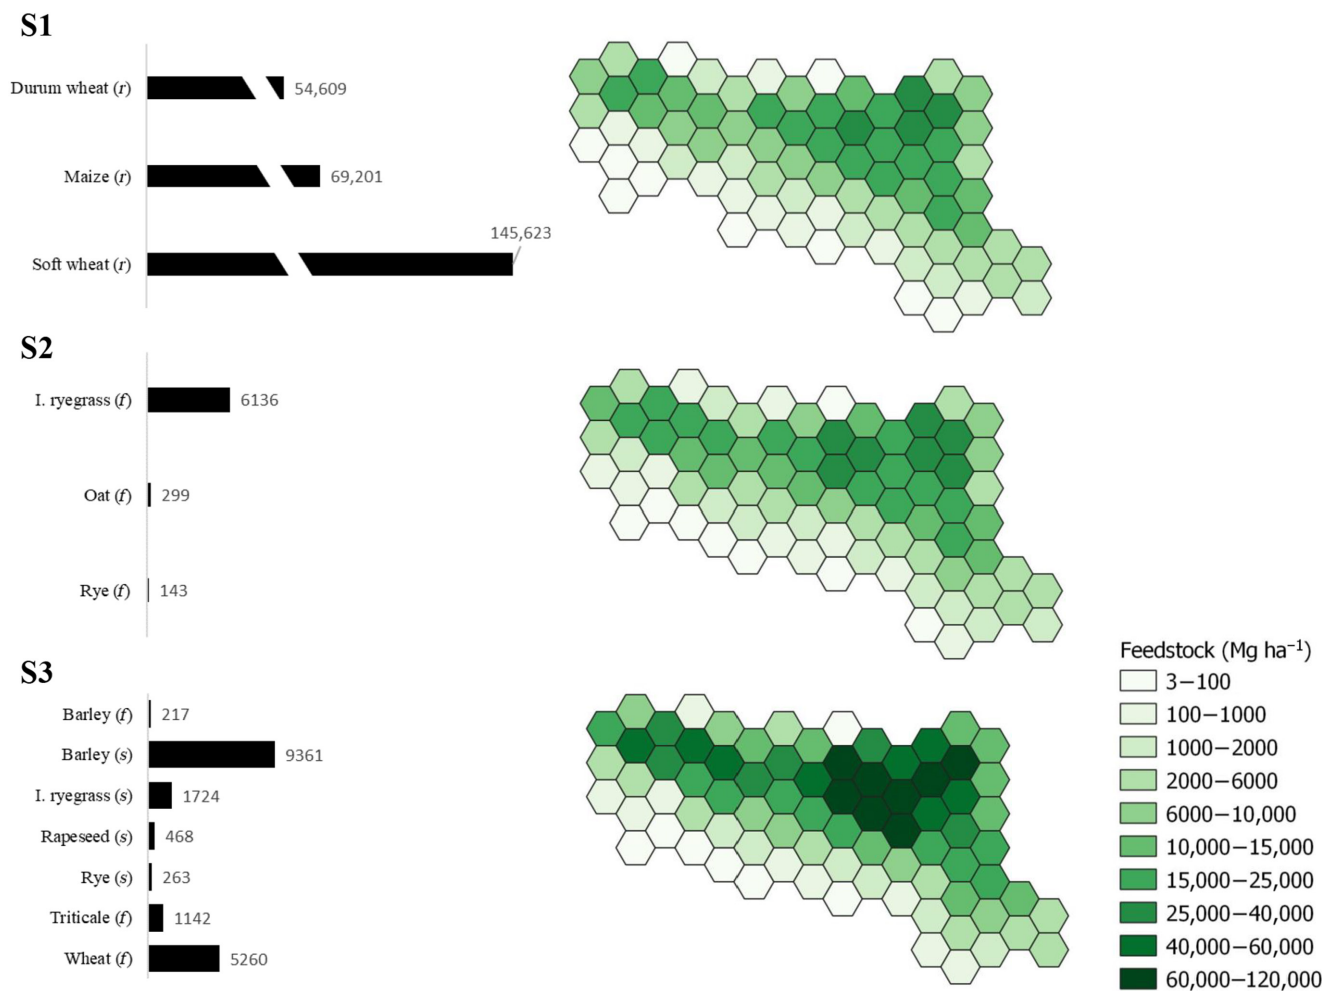 S1
Durum wheat (r) 54,609
Maize (r) 69,201
Soft wheat (r) 145,623
S2
I. ryegrass (f) 6136
Oat (f) 299
Rye (f) 143
S3
Barley (f) 217
Barley (s) 9361
I. ryegrass (s) 1724
Rapeseed (s) 468
Rye (s) 263
Triticale (f) 1142
Wheat (f) 5260
Feedstock (Mg ha⁻¹)
3−100
100−1000
1000−2000
2000−6000
6000−10,000
10,000−15,000
15,000−25,000
25,000−40,000
40,000−60,000
60,000−120,000